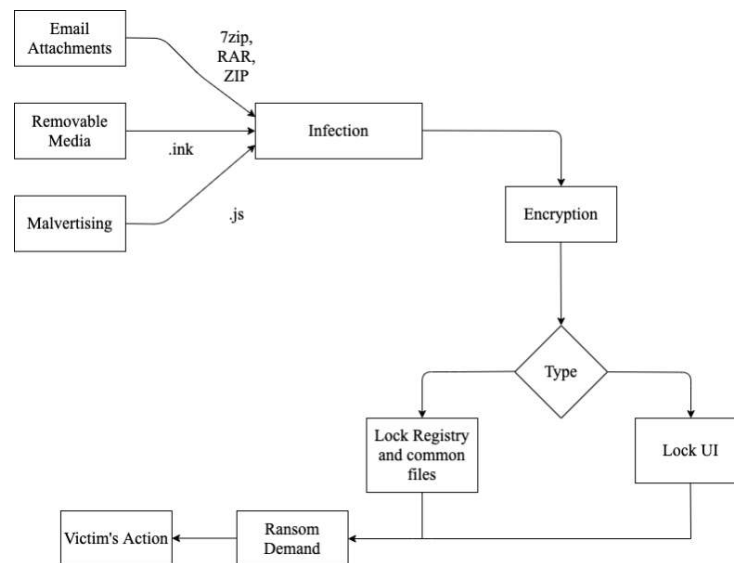 Email
Attachments
7zip,
RAR,
ZIP
Removable
Media
.ink
Infection
Malvertising
.js
Encryption
Type
Lock Registry
and common
files
Lock UI
Ransom
Demand
Victim's Action